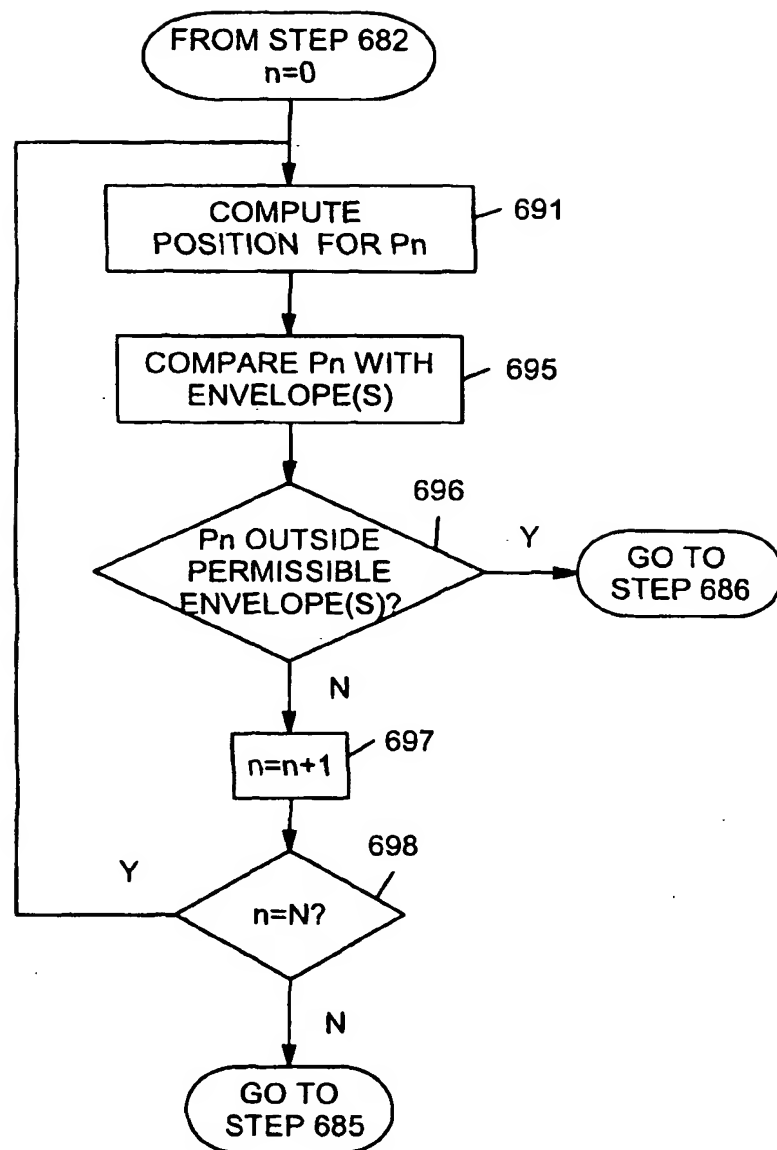 FROM STEP 682
n=0
COMPUTE
POSITION FOR Pn
691
COMPARE Pn WITH
ENVELOPE(S)
695
696
Pn OUTSIDE
PERMISSIBLE
ENVELOPE(S)?
Y
GO TO
STEP 686
N
n=n+1
697
698
Y
n=N?
N
GO TO
STEP 685